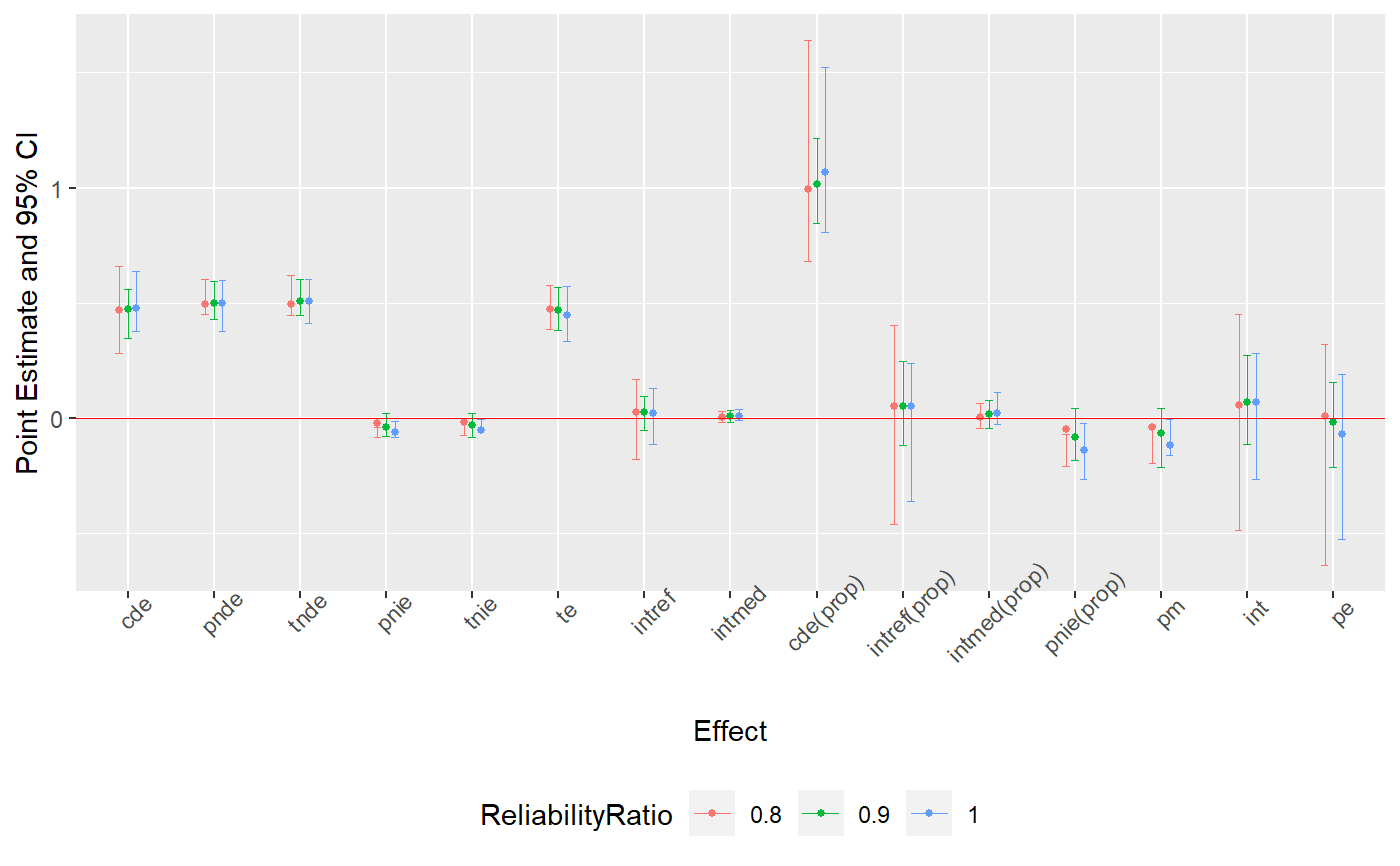 Point Estimate and 95% CI
1
0
cde
pnde
tnde
pnie
tnie
te
intref
intmed
cde(prop)
intref(prop)
intmed(prop)
pnie(prop)
pm
int
pe
Effect
ReliabilityRatio 0.8 0.9 1